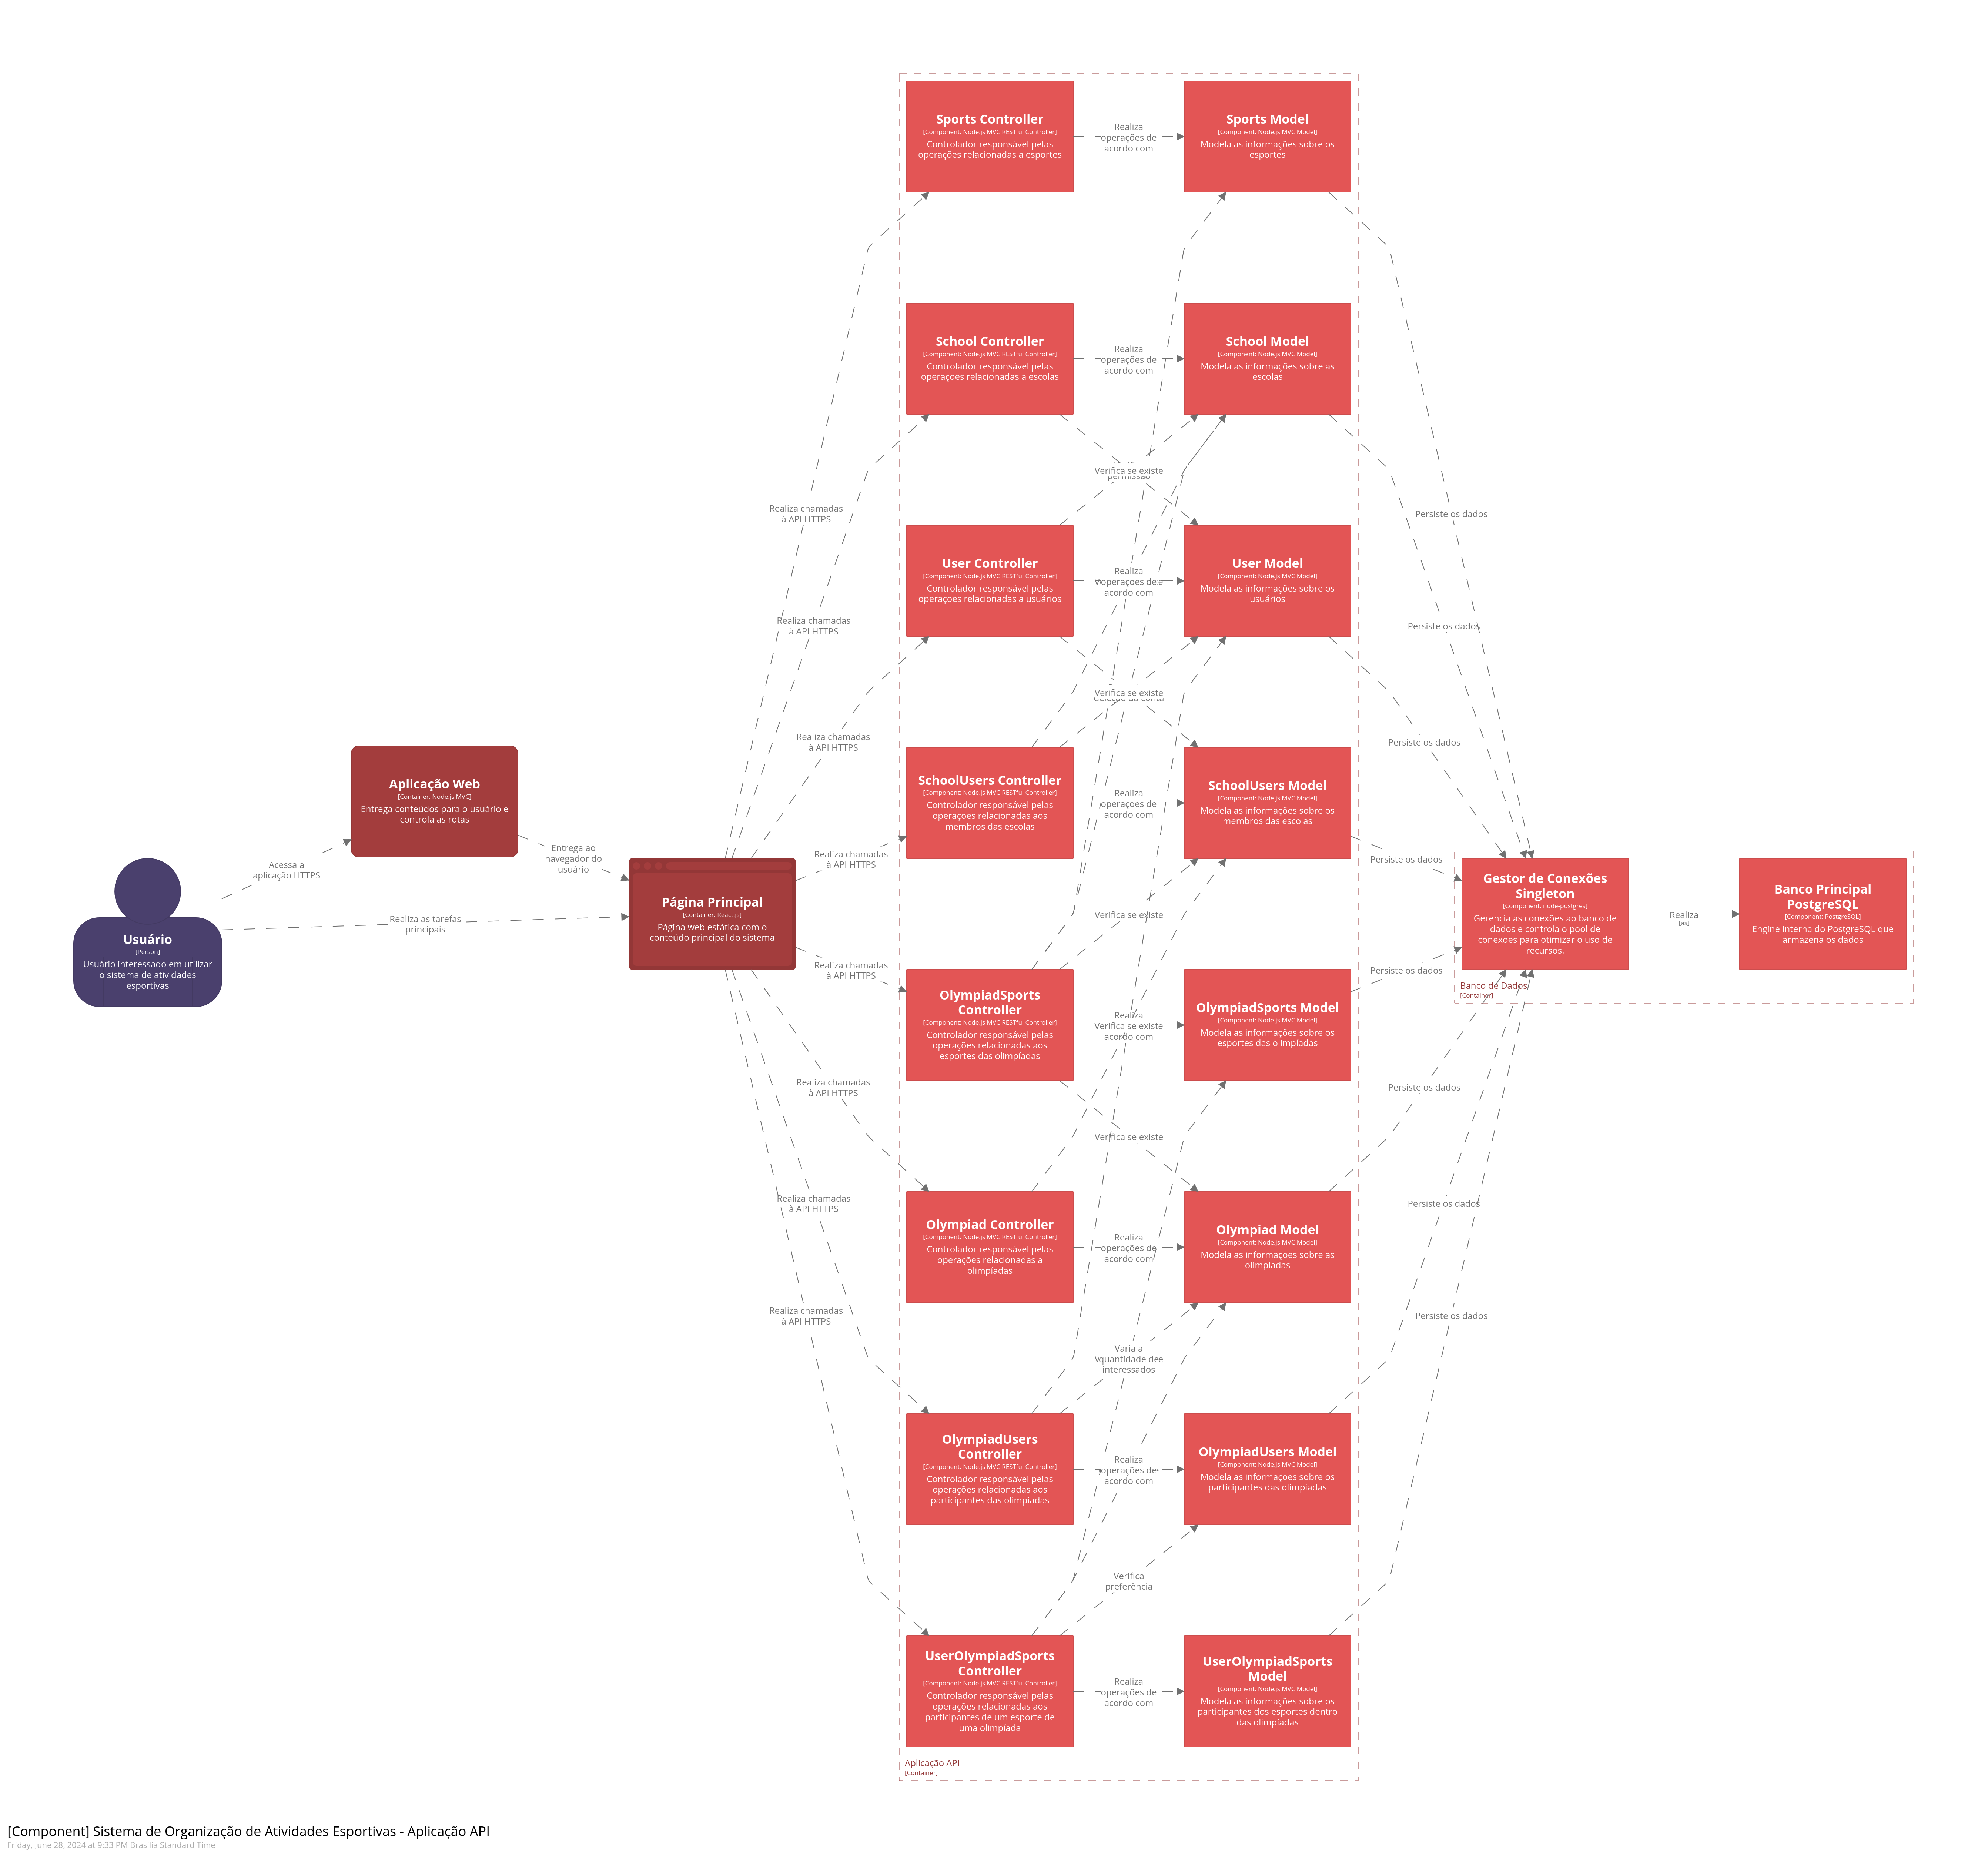 Sports Controller
[Component: Node.js MVC RESTful Controller]
Controlador responsável pelas
operações relacionadas a esportes
Realiza
operações de
acordo com
Sports Model
[Component: Node.js MVC Model]
Modela as informações sobre os
esportes
School Controller
[Component: Node.js MVC RESTful Controller]
Controlador responsável pelas
operações relacionadas a escolas
Realiza
operações de
acordo com
School Model
[Component: Node.js MVC Model]
Modela as informações sobre as
escolas
Verifica se existe
permissão
Realiza chamadas
à API HTTPS
Persiste os dados
User Controller
[Component: Node.js MVC RESTful Controller]
Controlador responsável pelas
operações relacionadas a usuários
Realiza
operações de
acordo com
User Model
[Component: Node.js MVC Model]
Modela as informações sobre os
usuários
Realiza chamadas
à API HTTPS
Persiste os dados
Verifica se existe
deleção da conta
Realiza chamadas
à API HTTPS
Persiste os dados
Aplicação Web
[Container: Node.js MVC]
Entrega conteúdos para o usuário e
controla as rotas
SchoolUsers Controller
[Component: Node.js MVC RESTful Controller]
Controlador responsável pelas
operações relacionadas aos
membros das escolas
Realiza
operações de
acordo com
SchoolUsers Model
[Component: Node.js MVC Model]
Modela as informações sobre os
membros das escolas
Acessa a
aplicação HTTPS
Entrega ao
navegador do
usuário
Realiza chamadas
à API HTTPS
Persiste os dados
Usuário
[Person]
Usuário interessado em utilizar
o sistema de atividades
esportivas
Realiza as tarefas
principais
Página Principal
[Container: React.js]
Página web estática com o
conteúdo principal do sistema
Verifica se existe
Gestor de Conexões
Singleton
[Component: node-postgres]
Gerencia as conexões ao banco de
dados e controla o pool de
conexões para otimizar o uso de
recursos.
Realiza
[as]
Banco Principal
PostgreSQL
[Component: PostgreSQL]
Engine interna do PostgreSQL que
armazena os dados
Banco de Dados
[Container]
Realiza chamadas
à API HTTPS
Persiste os dados
OlympiadSports
Controller
[Component: Node.js MVC RESTful Controller]
Controlador responsável pelas
operações relacionadas aos
esportes das olimpíadas
Realiza
Verifica se existe
acordo com
OlympiadSports Model
[Component: Node.js MVC Model]
Modela as informações sobre os
esportes das olimpíadas
Realiza chamadas
à API HTTPS
Persiste os dados
Verifica se existe
Olympiad Controller
[Component: Node.js MVC RESTful Controller]
Controlador responsável pelas
operações relacionadas a
olimpíadas
Realiza
operações de
acordo com
Olympiad Model
[Component: Node.js MVC Model]
Modela as informações sobre as
olimpíadas
Realiza chamadas
à API HTTPS
Persiste os dados
Realiza chamadas
à API HTTPS
Persiste os dados
Varia a
quantidade de
interessados
OlympiadUsers
Controller
[Component: Node.js MVC RESTful Controller]
Controlador responsável pelas
operações relacionadas aos
participantes das olimpíadas
Realiza
operações de
acordo com
OlympiadUsers Model
[Component: Node.js MVC Model]
Modela as informações sobre os
participantes das olimpíadas
Verifica
preferência
UserOlympiadSports
Controller
[Component: Node.js MVC RESTful Controller]
Controlador responsável pelas
operações relacionadas aos
participantes de um esporte de
uma olimpíada
Realiza
operações de
acordo com
UserOlympiadSports
Model
[Component: Node.js MVC Model]
Modela as informações sobre os
participantes dos esportes dentro
das olimpíadas
Aplicação API
[Container]
[Component] Sistema de Organização de Atividades Esportivas - Aplicação API
Friday, June 28, 2024 at 9:33 PM Brasilia Standard Time